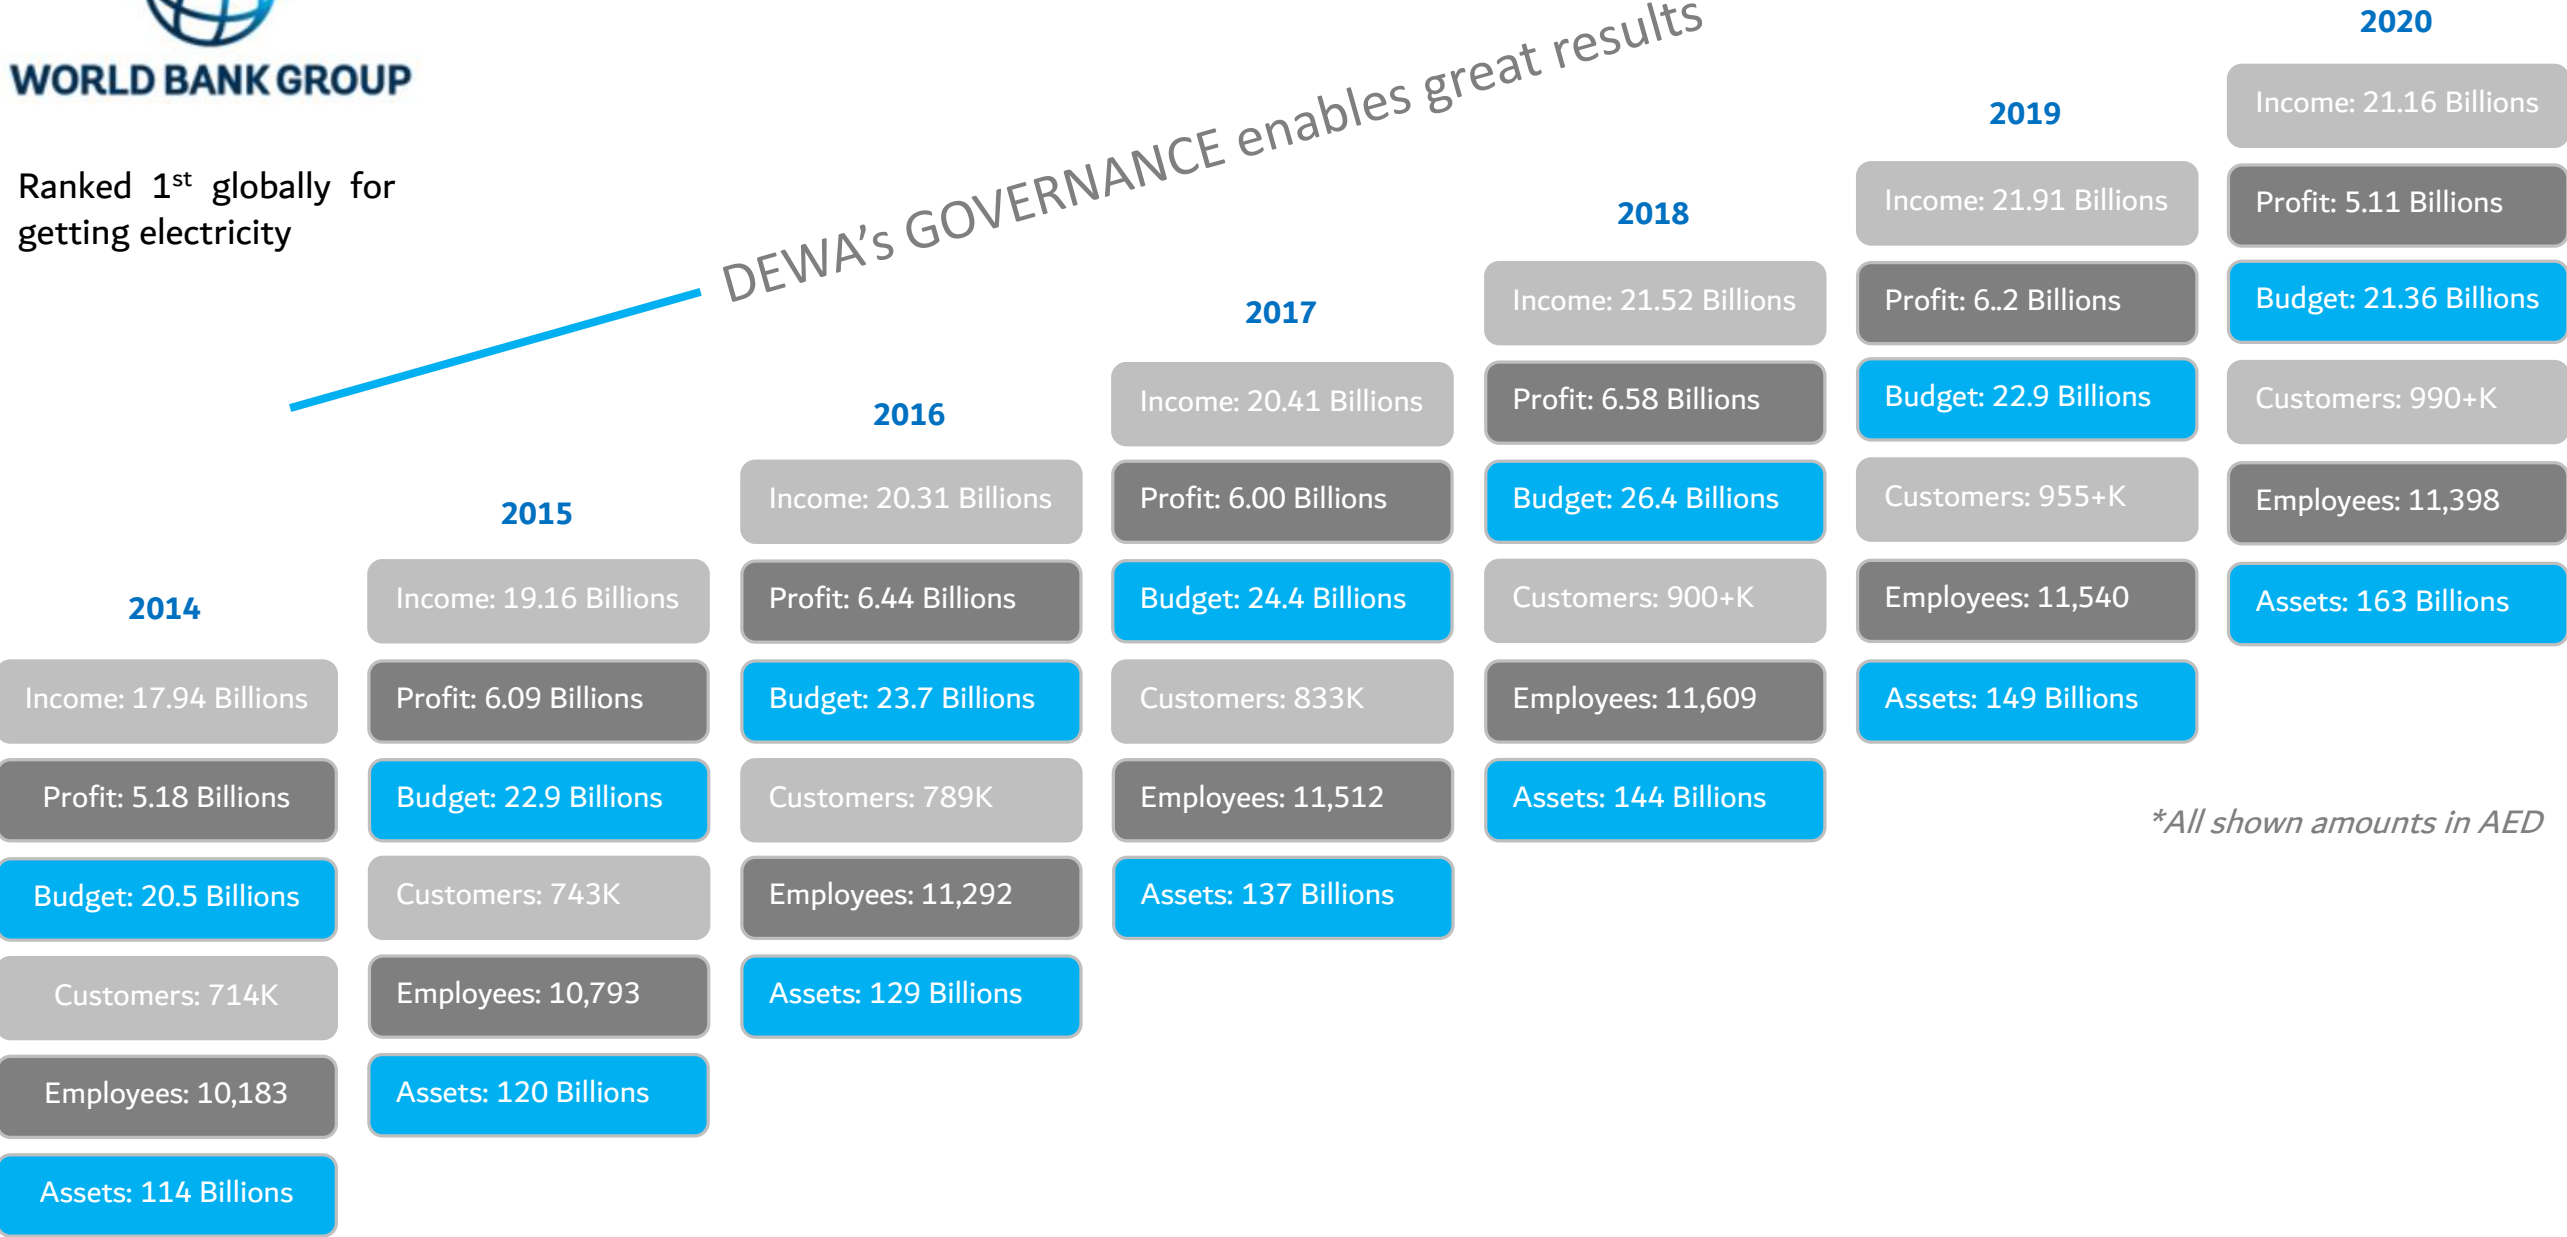 WORLD BANK GROUP
Ranked 1st globally for
getting electricity
DEWA's GOVERNANCE enables great results
2014
Income: 17.94 Billions
Profit: 5.18 Billions
Budget: 20.5 Billions
Customers: 714K
Employees: 10,183
Assets: 114 Billions
2015
Income: 19.16 Billions
Profit: 6.09 Billions
Budget: 22.9 Billions
Customers: 743K
Employees: 10,793
Assets: 120 Billions
2016
Income: 20.31 Billions
Profit: 6.44 Billions
Budget: 23.7 Billions
Customers: 789K
Employees: 11,292
Assets: 129 Billions
2017
Income: 20.41 Billions
Profit: 6.00 Billions
Budget: 24.4 Billions
Customers: 833K
Employees: 11,512
Assets: 137 Billions
2018
Income: 21.52 Billions
Profit: 6.58 Billions
Budget: 26.4 Billions
Customers: 900+K
Employees: 11,609
Assets: 144 Billions
2019
Income: 21.91 Billions
Profit: 6..2 Billions
Budget: 22.9 Billions
Customers: 955+K
Employees: 11,540
Assets: 149 Billions
2020
Income: 21.16 Billions
Profit: 5.11 Billions
Budget: 21.36 Billions
Customers: 990+K
Employees: 11,398
Assets: 163 Billions
*All shown amounts in AED